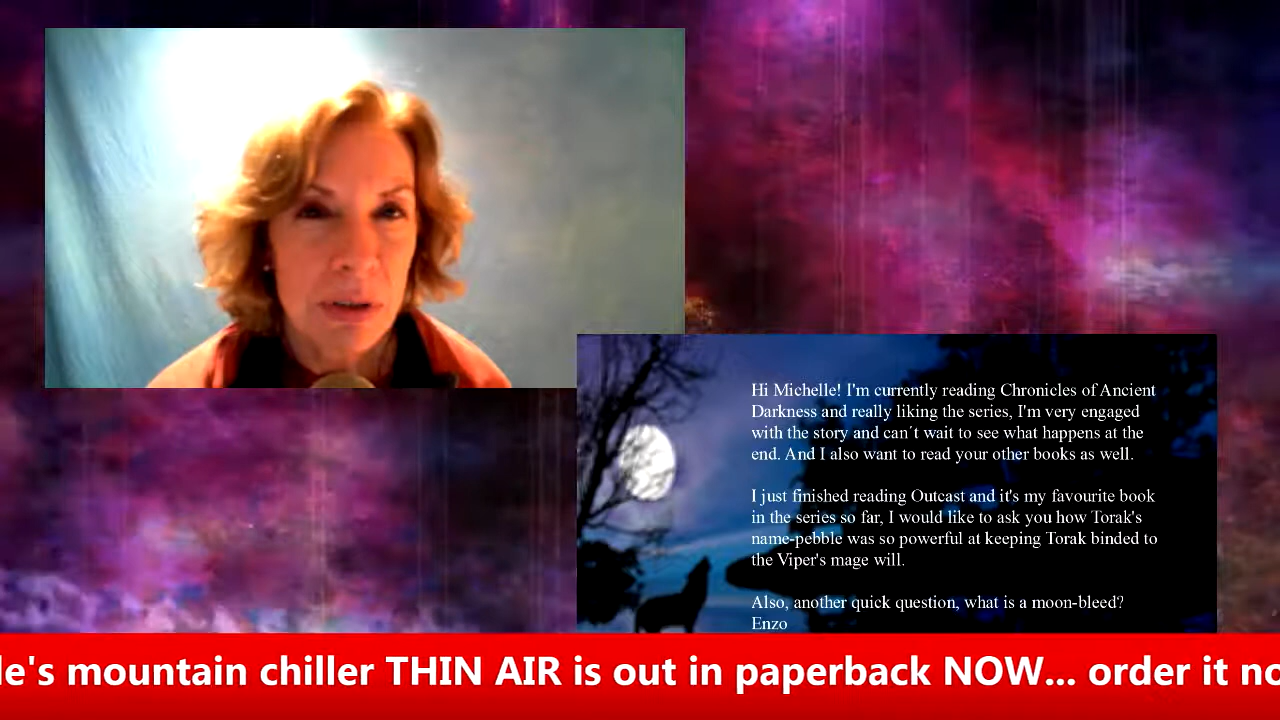 Hi Michelle! I'm currently reading Chronicles of Ancient
Darkness and really liking the series, I'm very engaged
with the story and can´t wait to see what happens at the
end. And I also want to read your other books as well.
I just finished reading Outcast and it's my favourite book
in the series so far, I would like to ask you how Torak's
name-pebble was so powerful at keeping Torak binded to
the Viper's mage will.
Also, another quick question, what is a moon-bleed?
Enzo
le's mountain chiller THIN AIR is out in paperback NOW... order it no